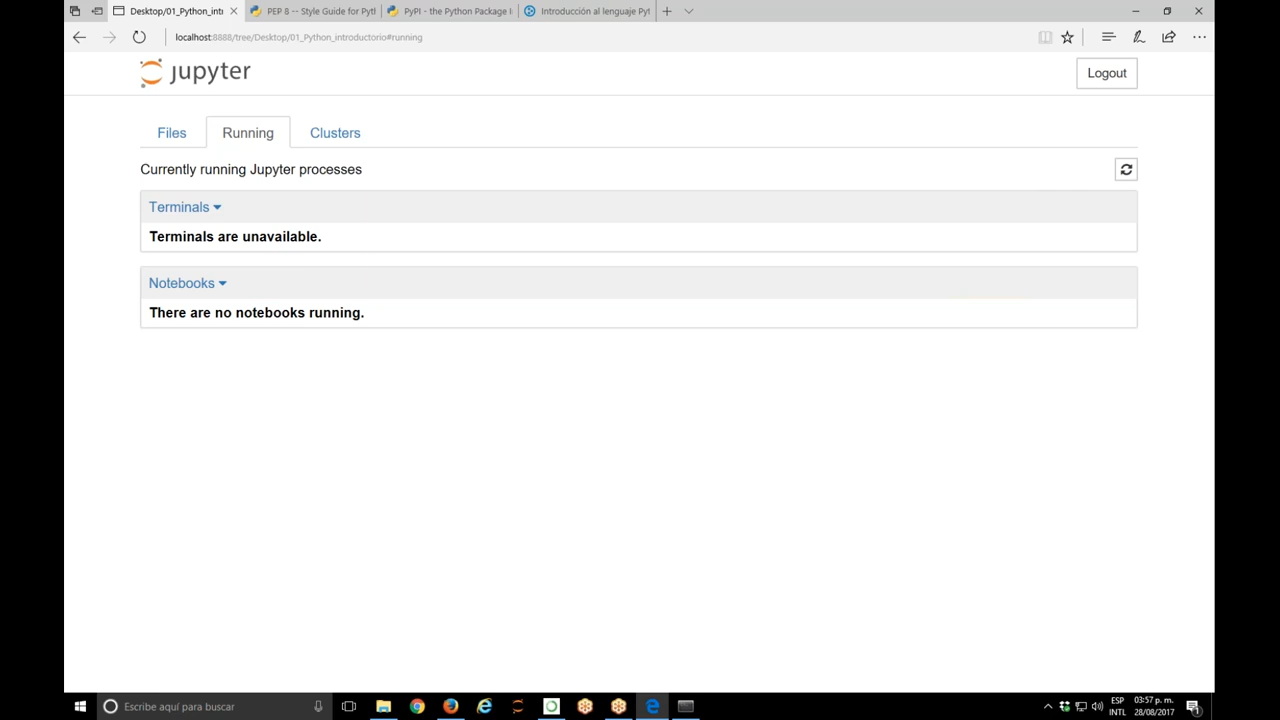 Desktop/01_Python_intr
PEP 8 -- Style Guide for Pyth
PyPI - the Python Package I
Introducción al lenguaje Pyt
localhost:8888/tree/Desktop/01_Python_introductorio#running
jupyter
Logout
Files
Running
Clusters
Currently running Jupyter processes
Terminals
Terminals are unavailable.
Notebooks
There are no notebooks running.
Escribe aquí para buscar
ESP
INTL
03:57 p. m.
28/08/2017
1